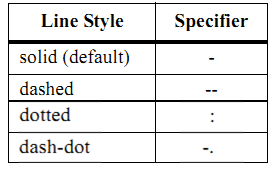 Line Style Specifier
solid (default) -
dashed --
dotted :
dash-dot -.